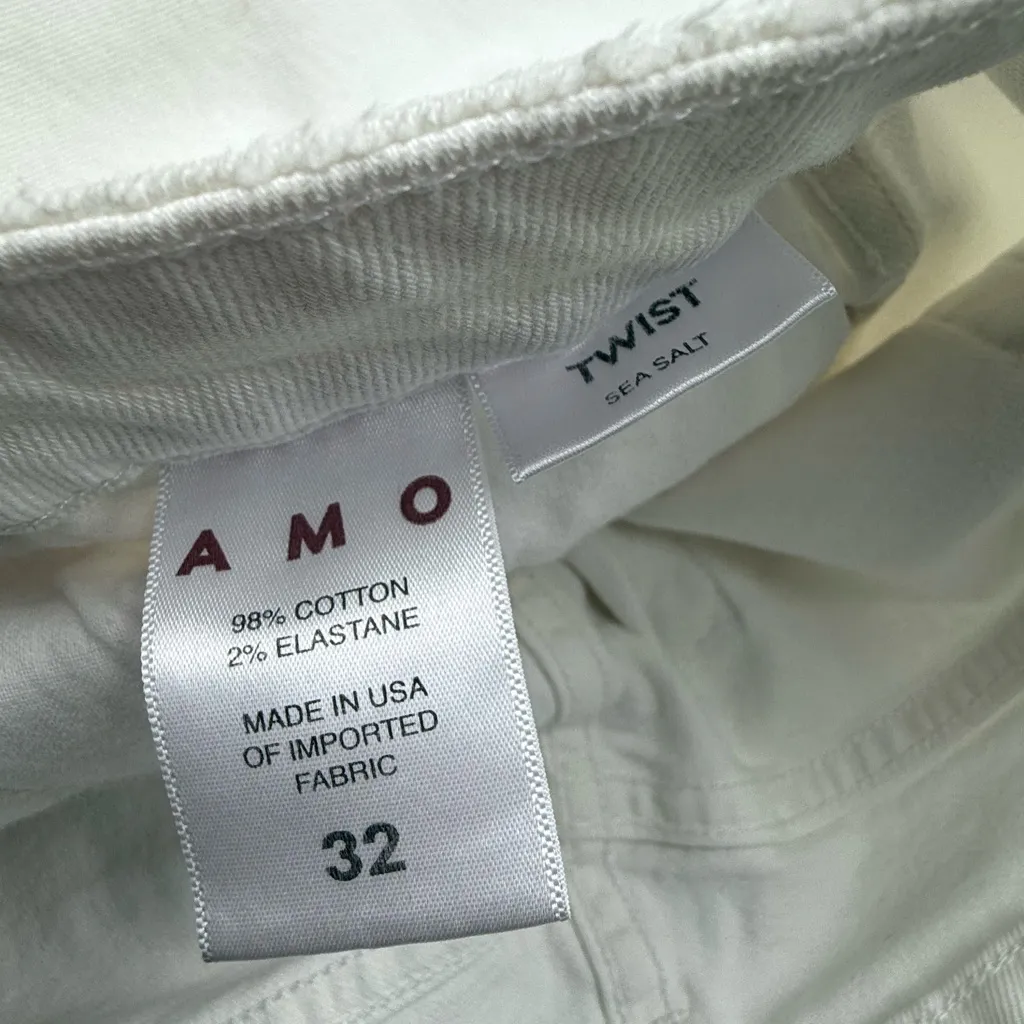 TWIST
SEA SALT
A M O
98% COTTON
2% ELASTANE
MADE IN USA
OF IMPORTED
FABRIC
32